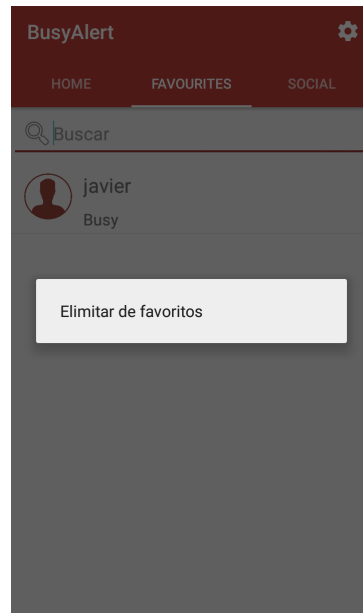 BusyAlert
HOME FAVOURITES SOCIAL
Buscar
javier
Busy
Elimitar de favoritos